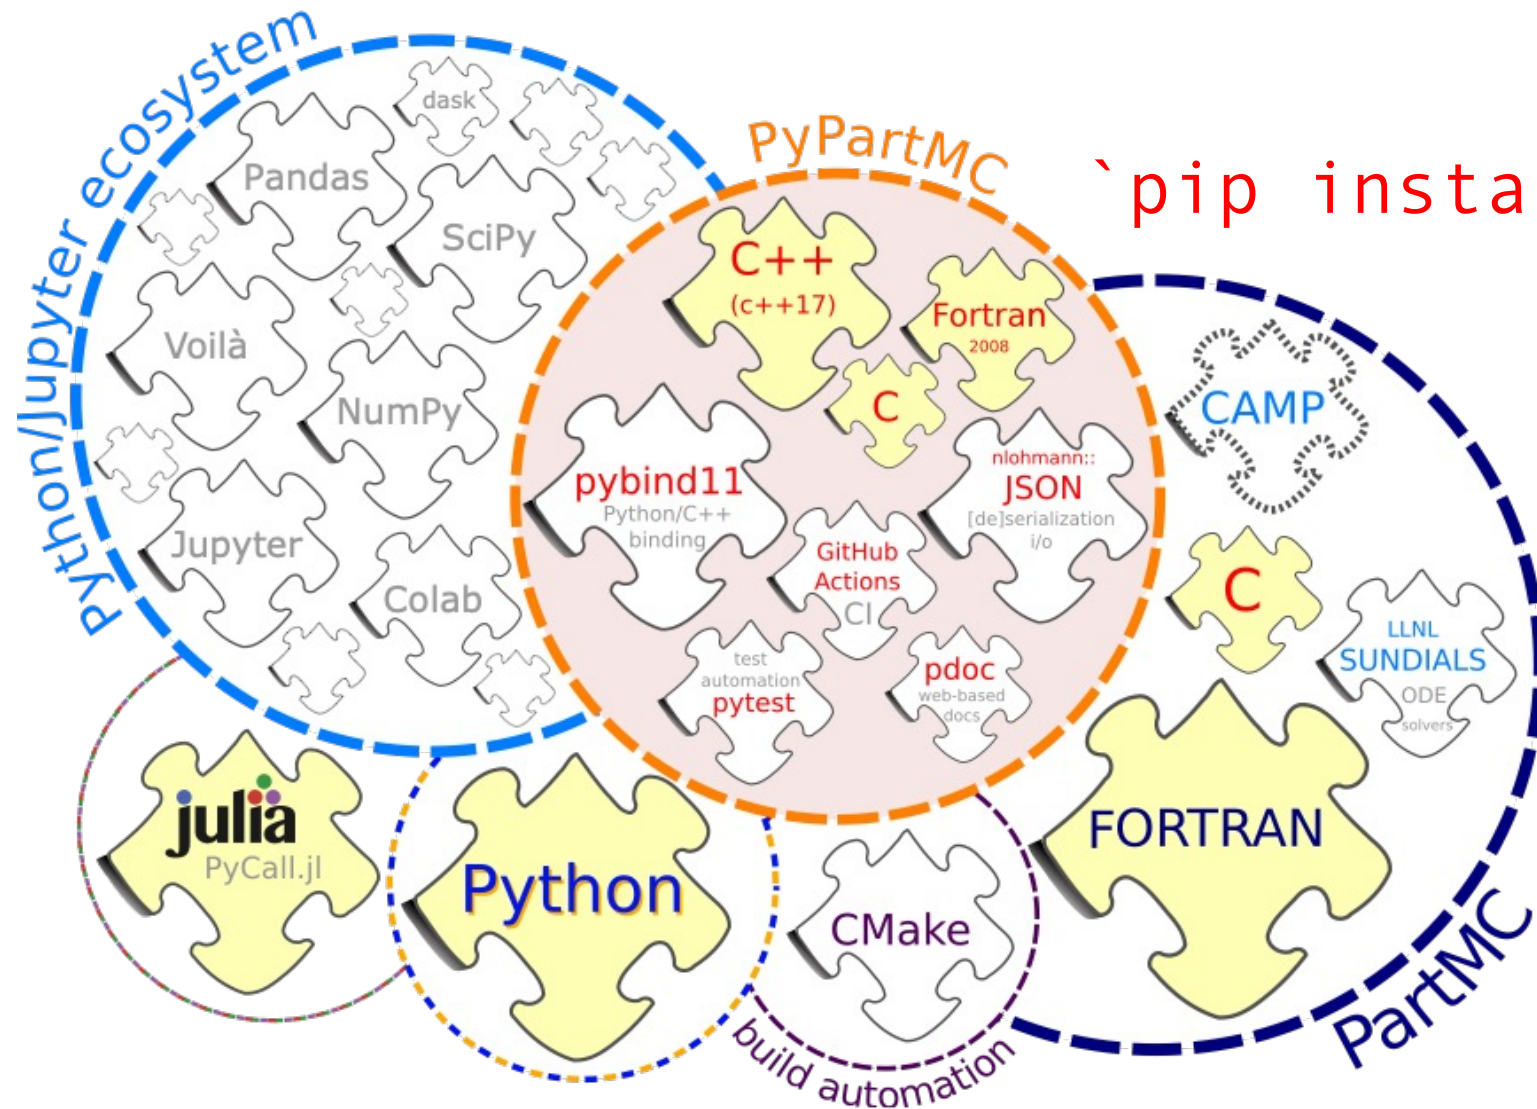 Python/Jupyter ecosystem
dask
Pandas
SciPy
Voilà
NumPy
Jupyter
Colab
PyPartMC
C++
(c++17)
Fortran
2008
C
pybind11
Python/C++
binding
nlohmann::
JSON
[de]serialization
i/o
GitHub
Actions
CI
test
automation
pytest
pdoc
web-based
docs
`pip insta
CAMP
C
LLNL
SUNDIALS
ODE
solvers
FORTRAN
PartMC
julia
PyCall.jl
Python
CMake
build automation